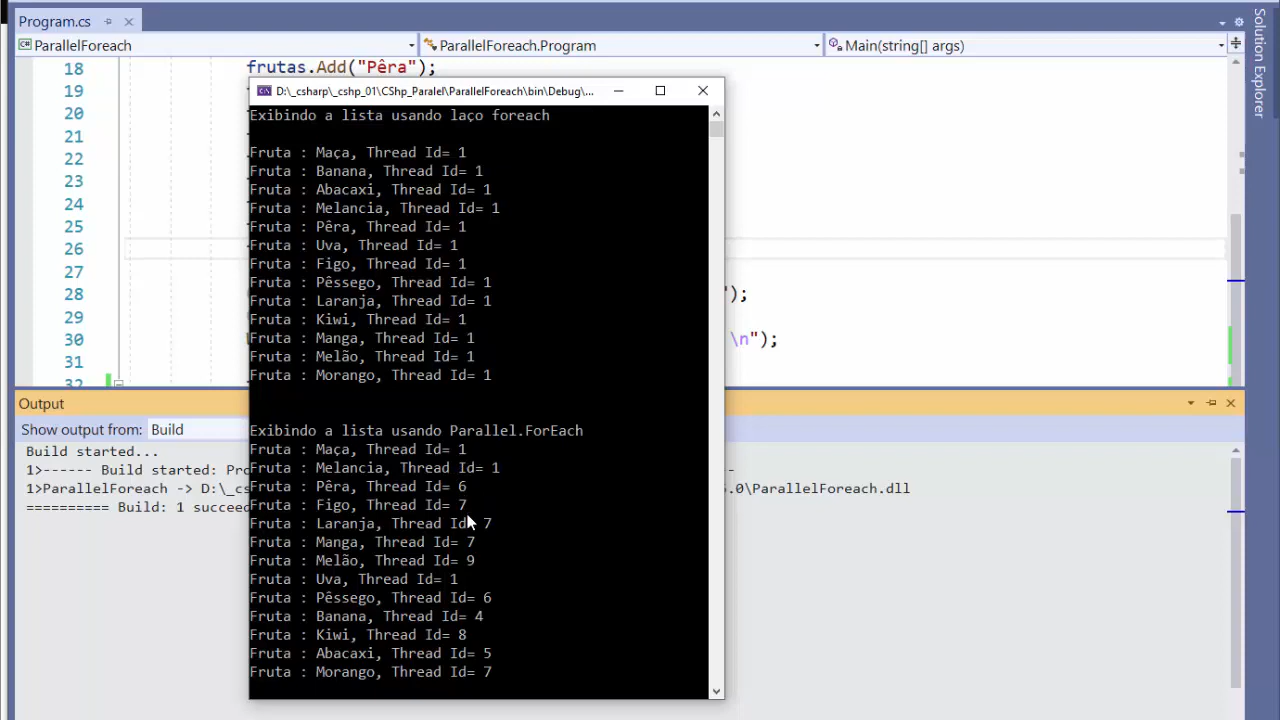 Program.cs
ParallelForeach
ParallelForeach.Program
Main(string[] args)
Solution Explorer
18 frutas.Add("Pêra");
19
20
21
22
23
24
25
26
27
28 ");
29
30 \n");
31
32
D:\_csharp\_cshp_01\CShp_Paralel\ParallelForeach\bin\Debug\...
Exibindo a lista usando laço foreach
Fruta : Maça, Thread Id= 1
Fruta : Banana, Thread Id= 1
Fruta : Abacaxi, Thread Id= 1
Fruta : Melancia, Thread Id= 1
Fruta : Pêra, Thread Id= 1
Fruta : Uva, Thread Id= 1
Fruta : Figo, Thread Id= 1
Fruta : Pêssego, Thread Id= 1
Fruta : Laranja, Thread Id= 1
Fruta : Kiwi, Thread Id= 1
Fruta : Manga, Thread Id= 1
Fruta : Melão, Thread Id= 1
Fruta : Morango, Thread Id= 1
Exibindo a lista usando Parallel.ForEach
Fruta : Maça, Thread Id= 1
Fruta : Melancia, Thread Id= 1
Fruta : Pêra, Thread Id= 6
Fruta : Figo, Thread Id= 7
Fruta : Laranja, Thread Id= 7
Fruta : Manga, Thread Id= 7
Fruta : Melão, Thread Id= 9
Fruta : Uva, Thread Id= 1
Fruta : Pêssego, Thread Id= 6
Fruta : Banana, Thread Id= 4
Fruta : Kiwi, Thread Id= 8
Fruta : Abacaxi, Thread Id= 5
Fruta : Morango, Thread Id= 7
Output
Show output from: Build
Build started...
1>------ Build started: Pro --
1>ParallelForeach -> D:\_cs 5.0\ParallelForeach.dll
========== Build: 1 succee